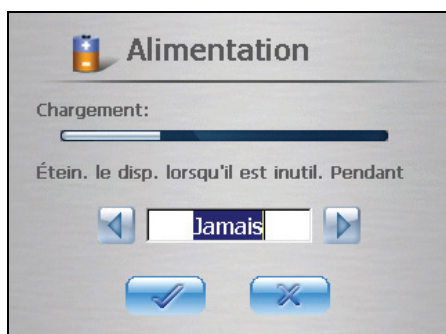 Alimentation
Chargement:
Étein. le disp. lorsqu'il est inutil. Pendant
Jamais